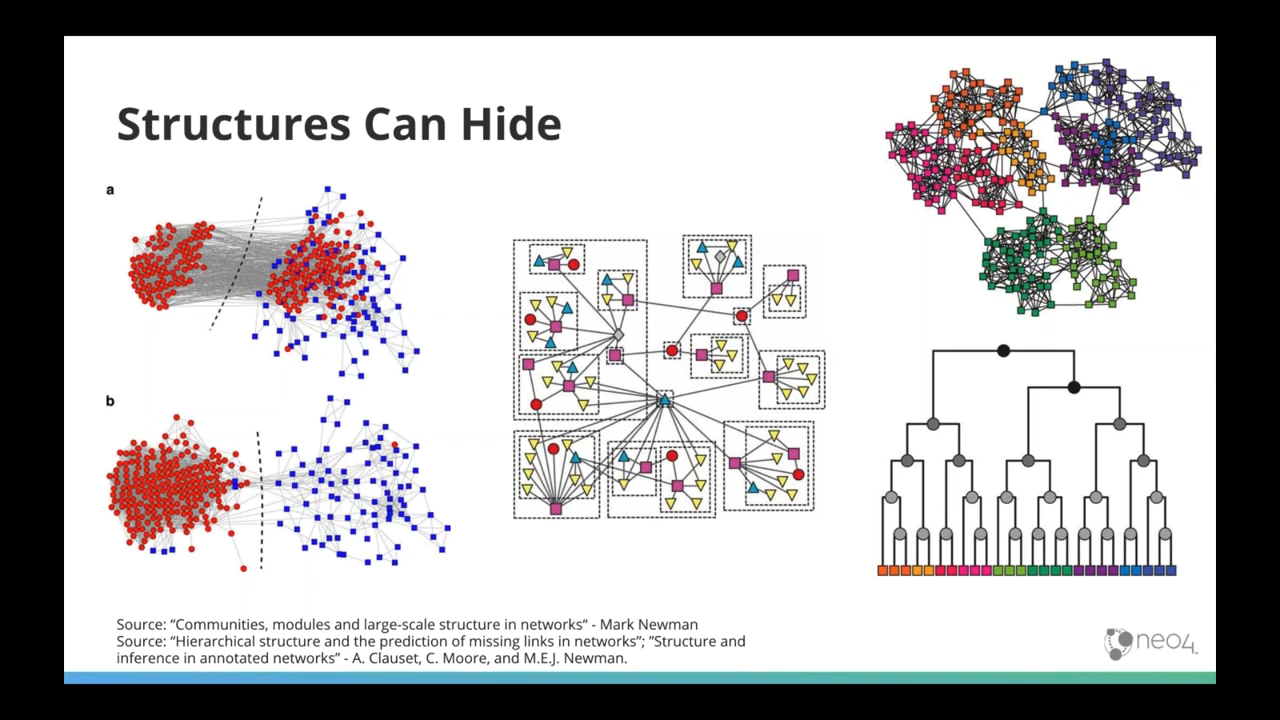 Structures Can Hide
a
b
Source: “Communities, modules and large-scale structure in networks“ - Mark Newman
Source: “Hierarchical structure and the prediction of missing links in networks”; ”Structure and
inference in annotated networks” - A. Clauset, C. Moore, and M.E.J. Newman.
neo4j